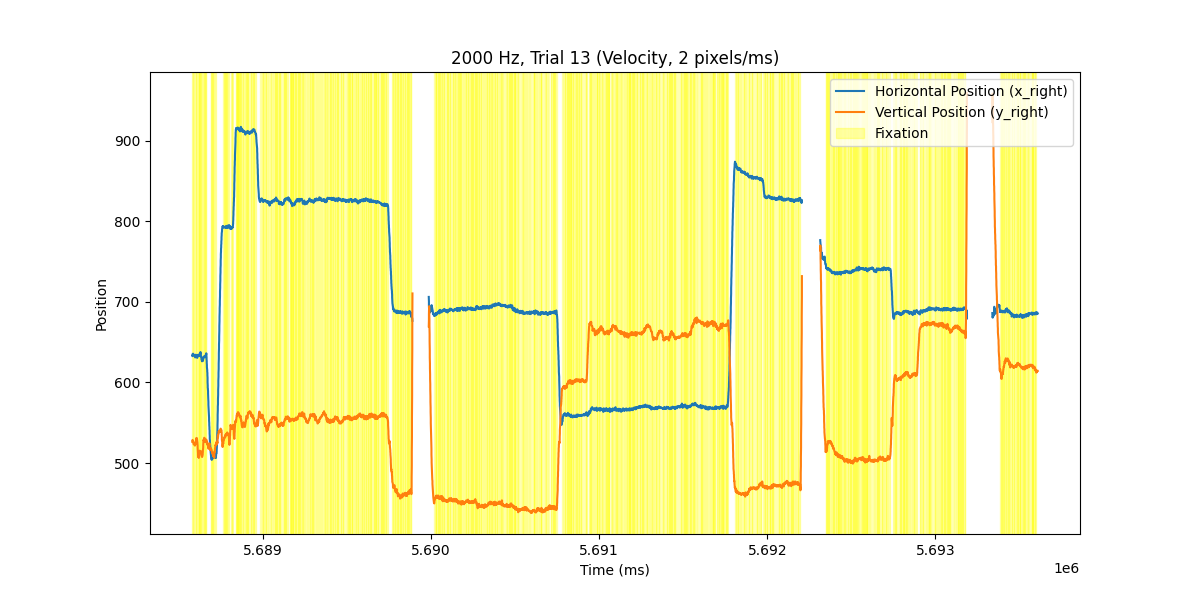 2000 Hz, Trial 13 (Velocity, 2 pixels/ms)
Horizontal Position (x_right)
Vertical Position (y_right)
Fixation
900
800
700
600
500
Position
5.689 5.690 5.691 5.692 5.693
1e6
Time (ms)